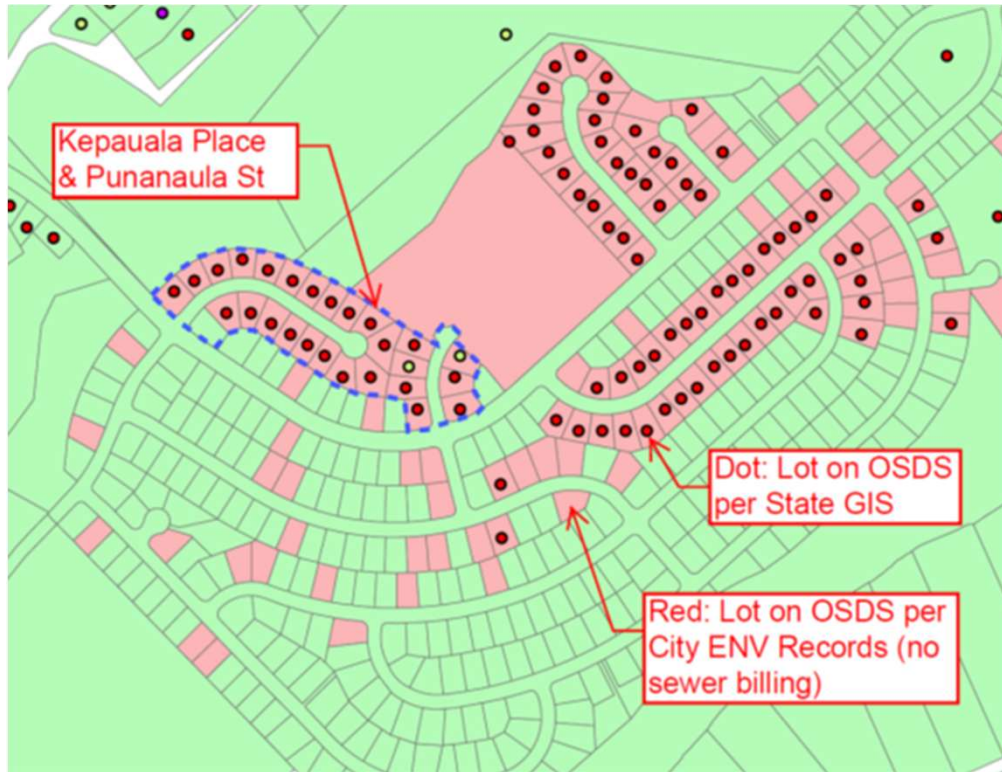 Kepauala Place
& Punanaula St
Dot: Lot on OSDS
per State GIS
Red: Lot on OSDS per
City ENV Records (no
sewer billing)